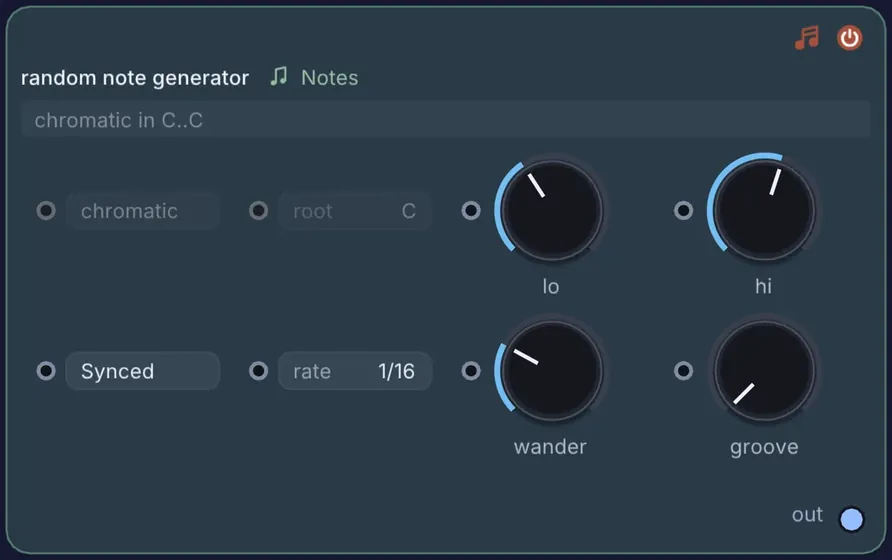 random note generator Notes
chromatic in C..C
chromatic root C
lo hi
Synced rate 1/16
wander groove
out